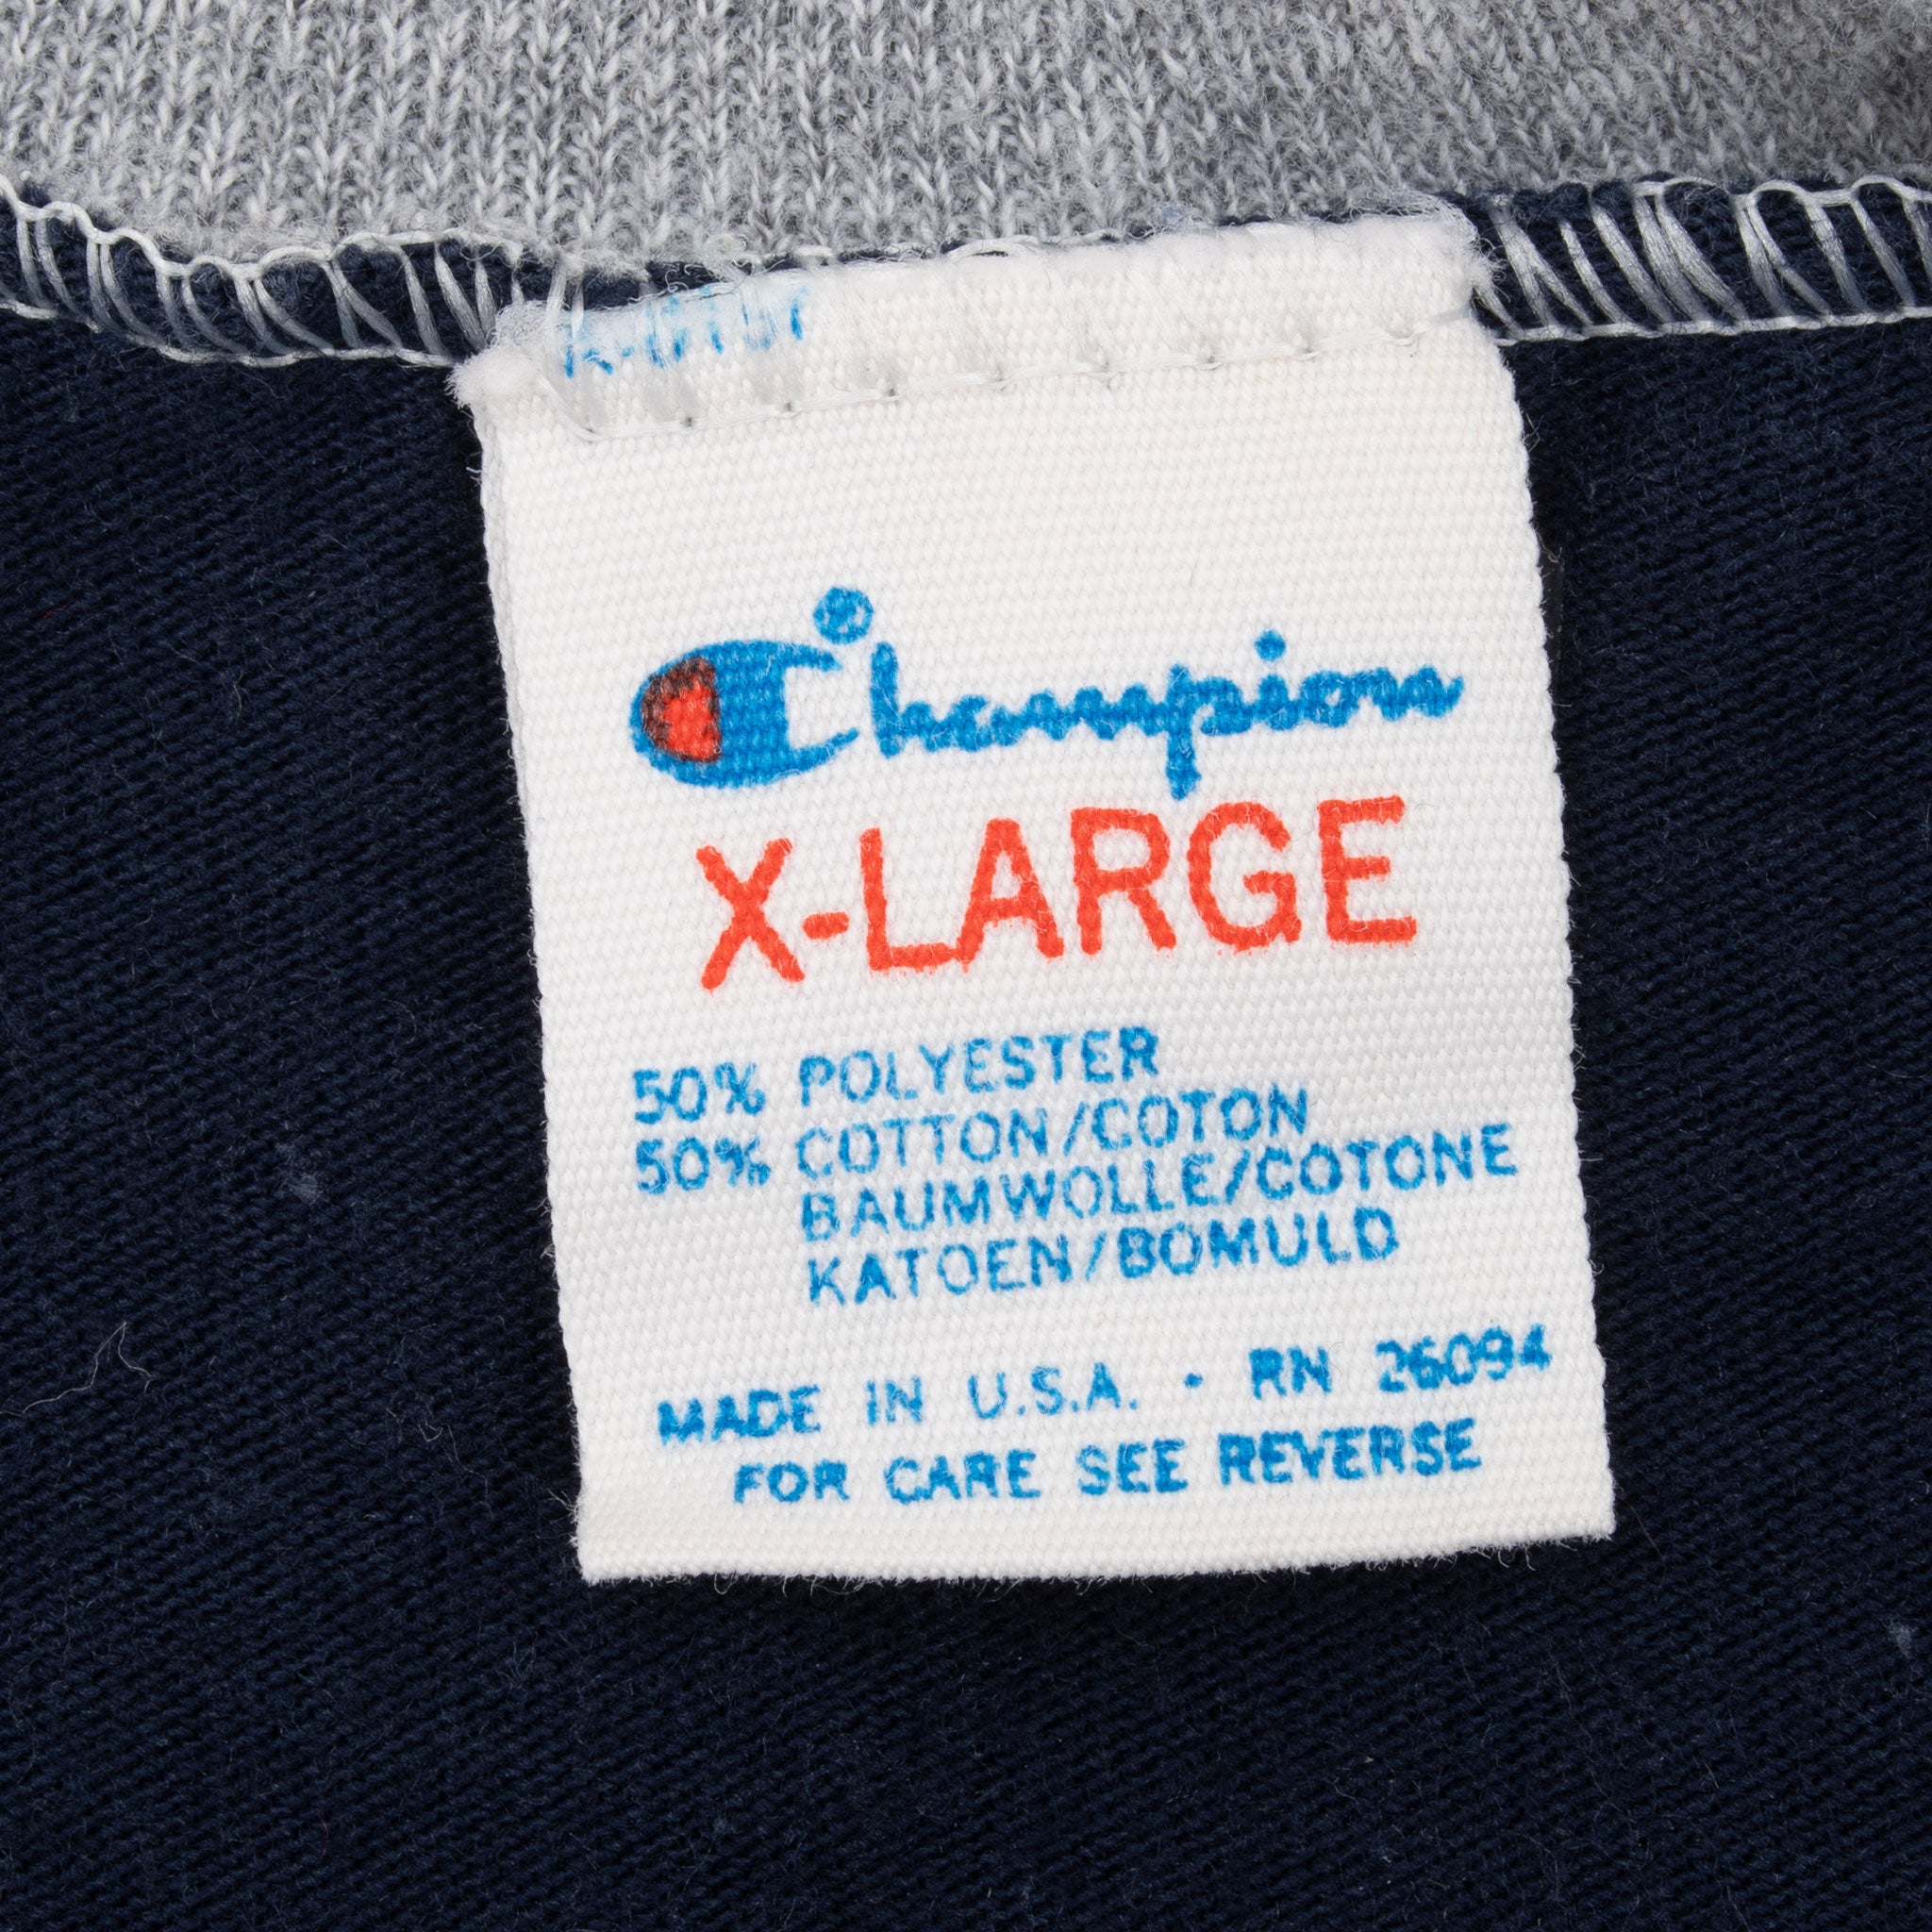 Champion®
X-LARGE
50% POLYESTER
50% COTTON/COTON
BAUMWOLLE/COTONE
KATOEN/BOMULD
MADE IN U.S.A. · RN 26094
FOR CARE SEE REVERSE